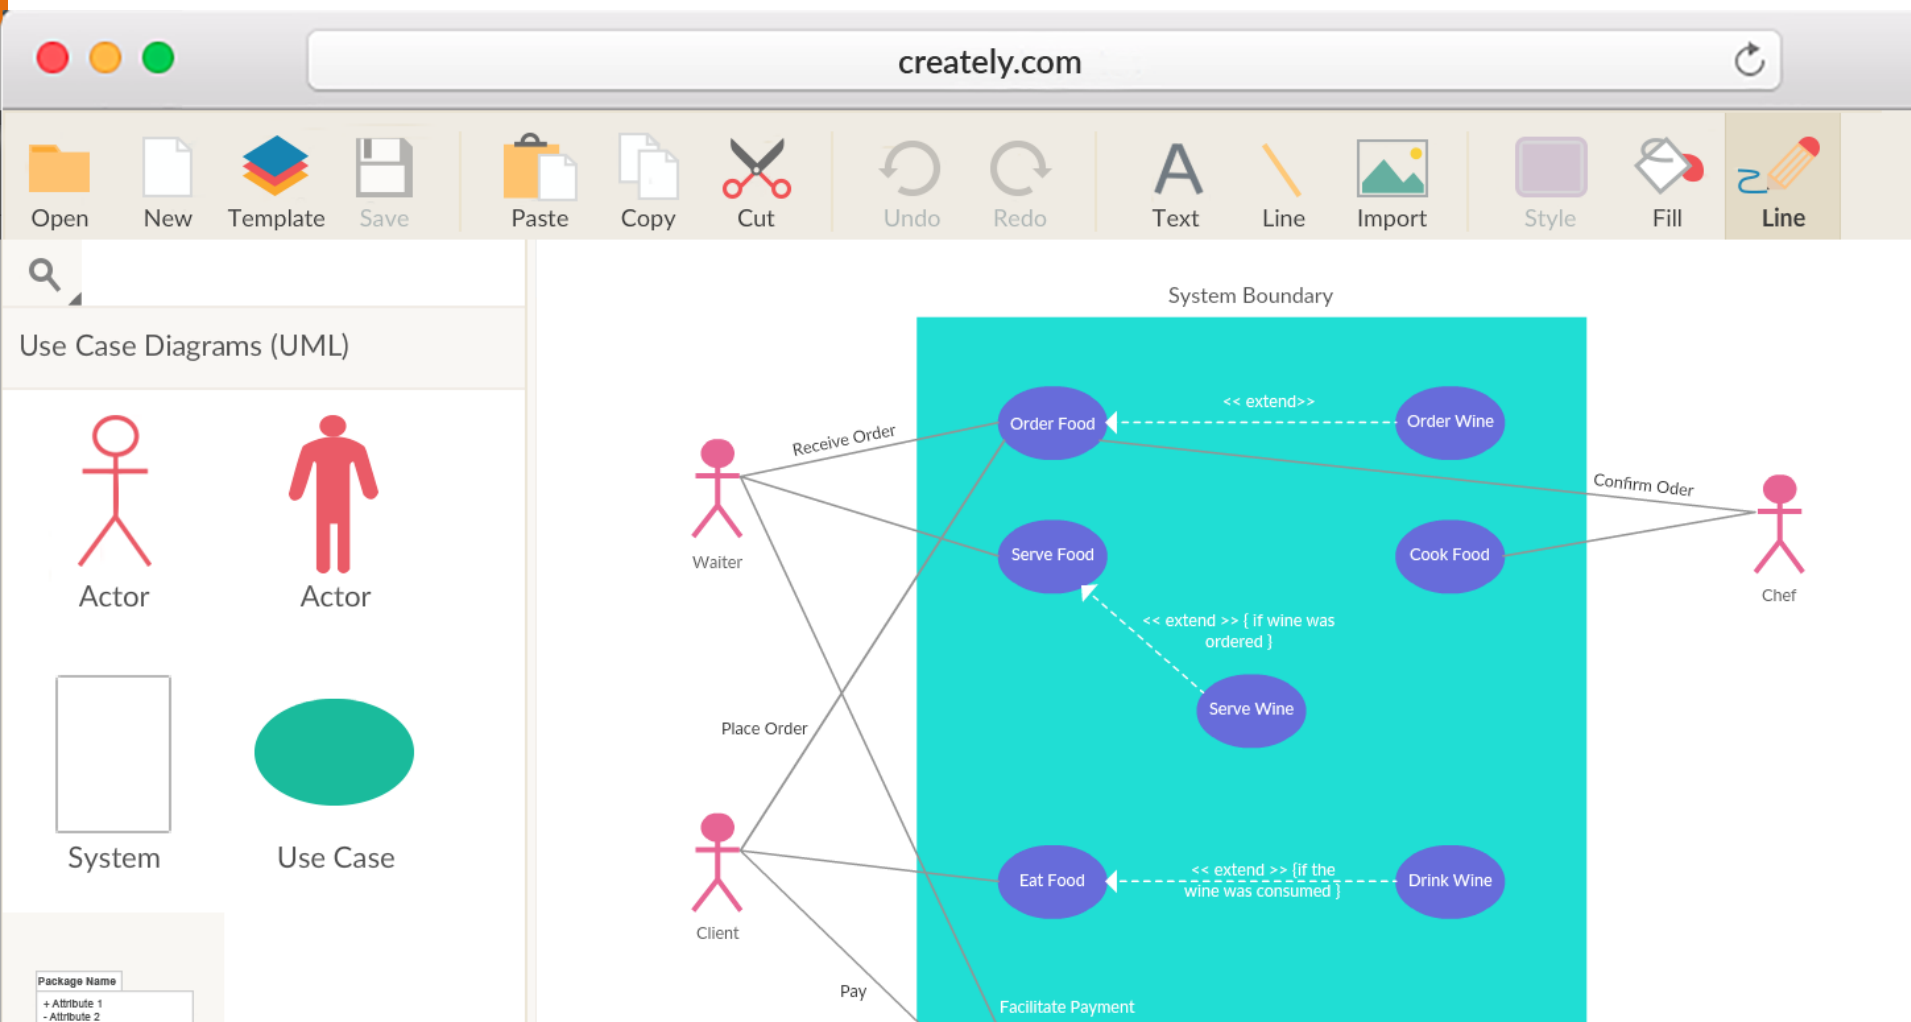 creately.com
Open
New
Template
Save
Paste
Copy
Cut
Undo
Redo
Text
Line
Import
Style
Fill
Line
Use Case Diagrams (UML)
Actor
Actor
System
Use Case
Package Name
+ Attribute 1
- Attribute 2
System Boundary
Receive Order
Order Food
<< extend>>
Order Wine
Confirm Oder
Waiter
Serve Food
Cook Food
Chef
<< extend >> { if wine was
ordered }
Serve Wine
Place Order
Eat Food
<< extend >> {if the
wine was consumed }
Drink Wine
Client
Pay
Facilitate Payment